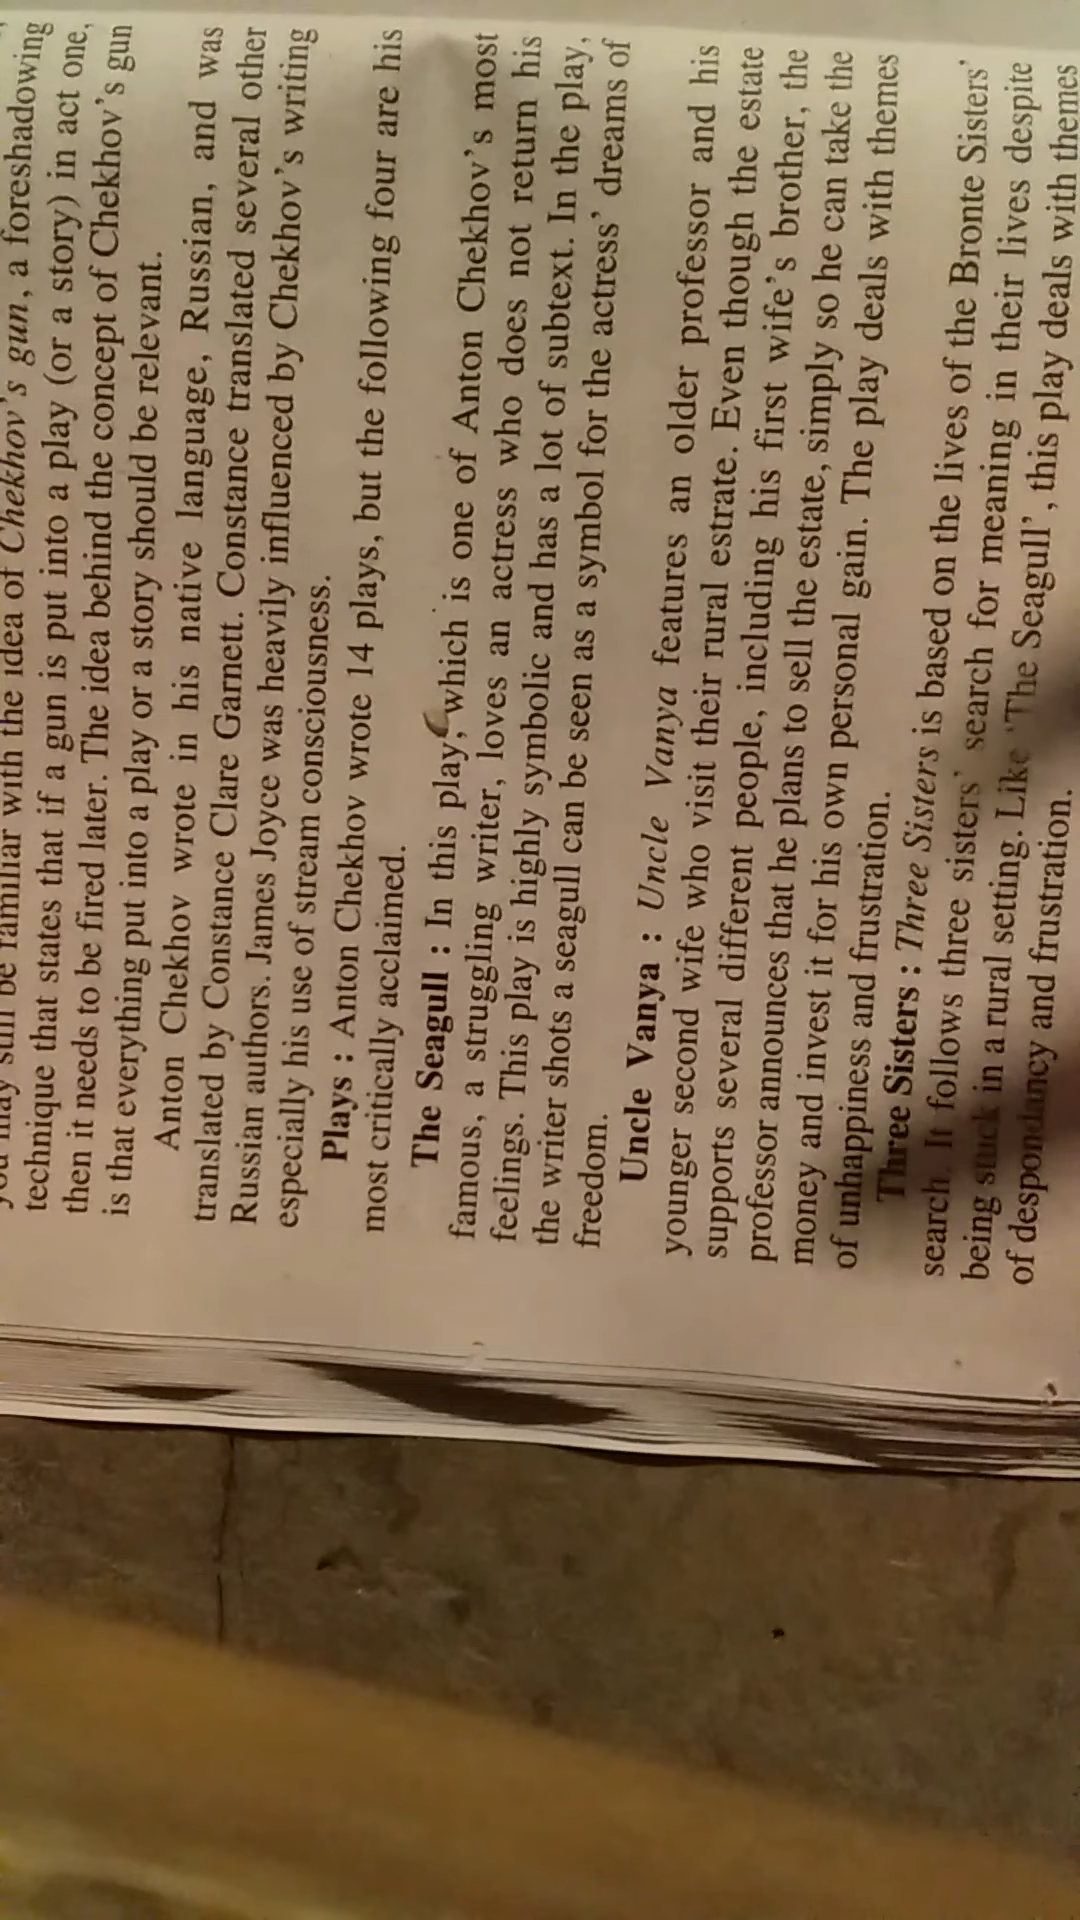 may still be familiar with the idea of Chekhov's gun, a foreshadowing
technique that states that if a gun is put into a play (or a story) in act one,
then it needs to be fired later. The idea behind the concept of Chekhov's gun
is that everything put into a play or a story should be relevant.
Anton Chekhov wrote in his native language, Russian, and was
translated by Constance Clare Garnett. Constance translated several other
Russian authors. James Joyce was heavily influenced by Chekhov's writing
especially his use of stream consciousness.
Plays : Anton Chekhov wrote 14 plays, but the following four are his
most critically acclaimed.
The Seagull : In this play, which is one of Anton Chekhov's most
famous, a struggling writer, loves an actress who does not return his
feelings. This play is highly symbolic and has a lot of subtext. In the play,
the writer shots a seagull can be seen as a symbol for the actress' dreams of
freedom.
Uncle Vanya : Uncle Vanya features an older professor and his
younger second wife who visit their rural estrate. Even though the estate
supports several different people, including his first wife's brother, the
professor announces that he plans to sell the estate, simply so he can take the
money and invest it for his own personal gain. The play deals with themes
of unhappiness and frustration.
Three Sisters : Three Sisters is based on the lives of the Bronte Sisters'
search. It follows three sisters' search for meaning in their lives despite
being stuck in a rural setting. Like 'The Seagull', this play deals with themes
of despondancy and frustration.